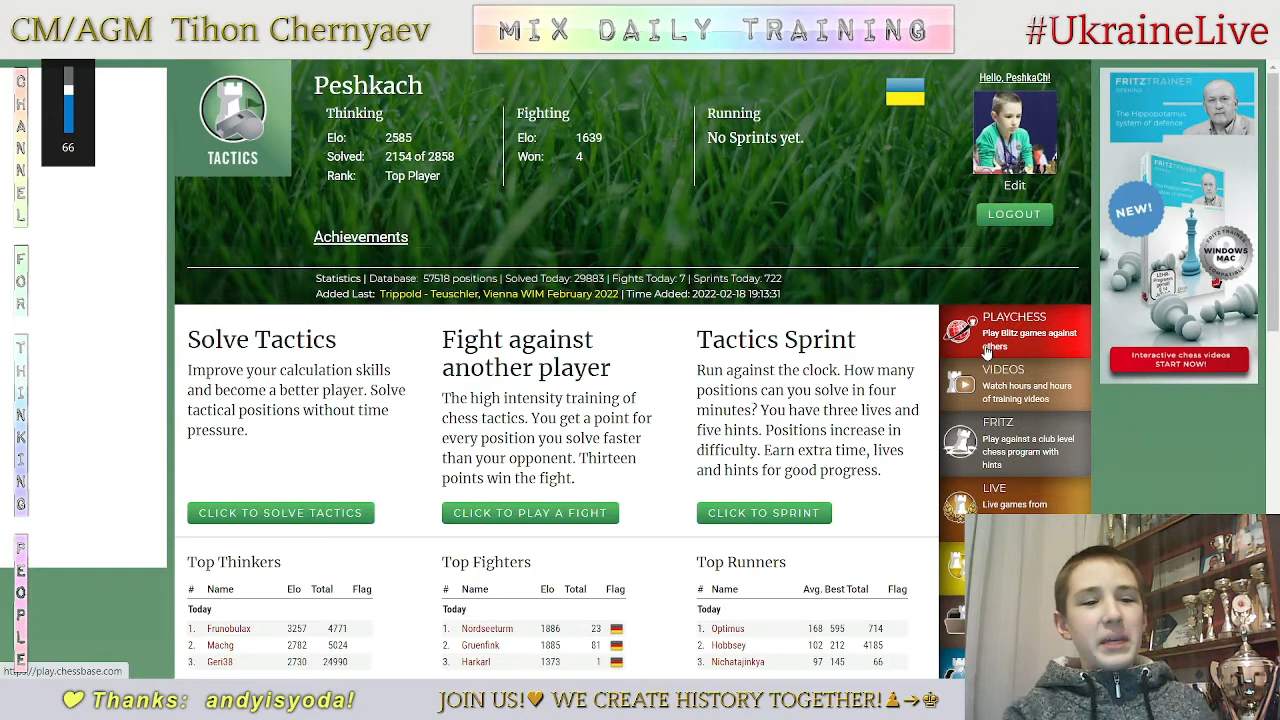 CM/AGM Tihon Chernyaev
MIX DAILY TRAINING
#UkraineLive
CHANNEL FOR THINKING PEOPLE
66
TACTICS
Peshkach
Thinking
Elo: 2585
Solved: 2154 of 2858
Rank: Top Player
Fighting
Elo: 1639
Won: 4
Running
No Sprints yet.
Hello, PeshkaCh!
Edit
LOGOUT
Achievements
Statistics | Database: 57518 positions | Solved Today: 29883 | Fights Today: 7 | Sprints Today: 722
Added Last: Trippold - Teuschler, Vienna WIM February 2022 | Time Added: 2022-02-18 19:13:31
Solve Tactics
Improve your calculation skills
and become a better player. Solve
tactical positions without time
pressure.
CLICK TO SOLVE TACTICS
Fight against
another player
The high intensity training of
chess tactics. You get a point for
every position you solve faster
than your opponent. Thirteen
points win the fight.
CLICK TO PLAY A FIGHT
Tactics Sprint
Run against the clock. How many
positions can you solve in four
minutes? You have three lives and
five hints. Positions increase in
difficulty. Earn extra time, lives
and hints for good progress.
CLICK TO SPRINT
PLAYCHESS
Play Blitz games against
others
VIDEOS
Watch hours and hours
of training videos
FRITZ
Play against a club level
chess program with
hints
LIVE
Live games from
FRITZTRAINER
OPENING
The Hippopotamus
system of defence
FRITZTRAINER
NEW!
WINDOWS
MAC
Interactive chess videos
START NOW!
Top Thinkers
# Name Elo Total Flag
Today
1. Frunobulax 3257 4771
2. Machg 2782 5024
3. Geri38 2730 24990
Top Fighters
# Name Elo Total Flag
Today
1. Nordseeturm 1886 23
2. Gruenfink 1885 81
3. Harkarl 1373 1
Top Runners
# Name Avg. Best Total Flag
Today
1. Optimus 168 595 714
2. Hobbsey 102 212 4185
3. Nichatajinkya 97 145 66
https://play.chessbase.com
Thanks: andyisyoda!
JOIN US! WE CREATE HISTORY TOGETHER!